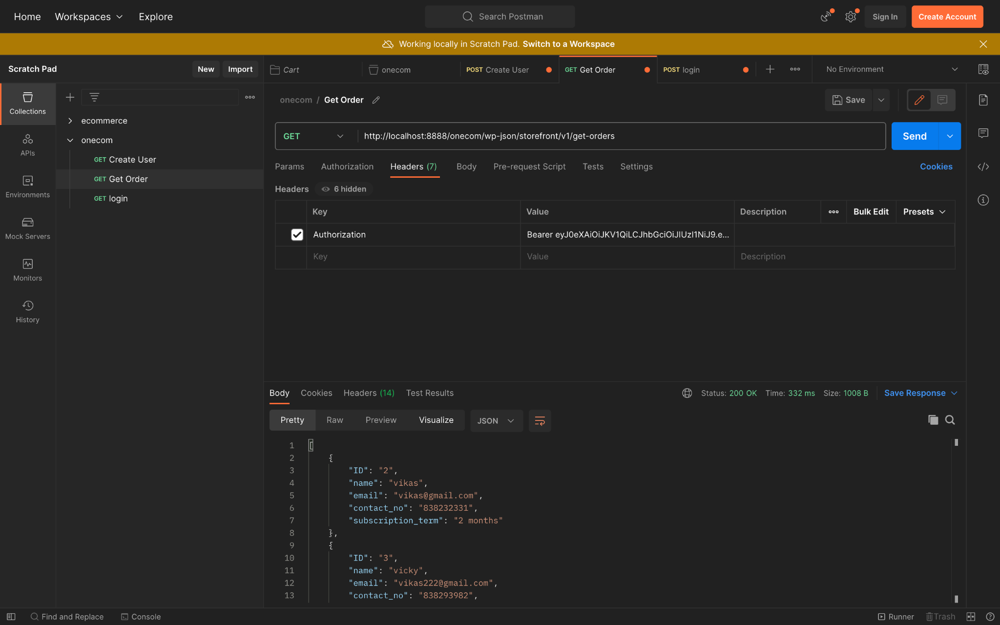 Home Workspaces Explore Search Postman Sign In Create Account
Working locally in Scratch Pad. Switch to a Workspace
Scratch Pad New Import Cart onecom POST Create User GET Get Order POST login No Environment
Collections
APIs
Environments
Mock Servers
Monitors
History
ecommerce
onecom
GET Create User
GET Get Order
GET login
onecom / Get Order Save
GET http://localhost:8888/onecom/wp-json/storefront/v1/get-orders Send
Params Authorization Headers (7) Body Pre-request Script Tests Settings Cookies
Headers 6 hidden
Key Value Description Bulk Edit Presets
Authorization Bearer eyJ0eXAiOiJKV1QiLCJhbGciOiJIUzI1NiJ9.e...
Key Value Description
Body Cookies Headers (14) Test Results Status: 200 OK Time: 332 ms Size: 1008 B Save Response
Pretty Raw Preview Visualize JSON
1 [
2 {
3 "ID": "2",
4 "name": "vikas",
5 "email": "vikas@gmail.com",
6 "contact_no": "838232331",
7 "subscription_term": "2 months"
8 },
9 {
10 "ID": "3",
11 "name": "vicky",
12 "email": "vikas222@gmail.com",
13 "contact_no": "838293982",
Find and Replace Console Runner Trash